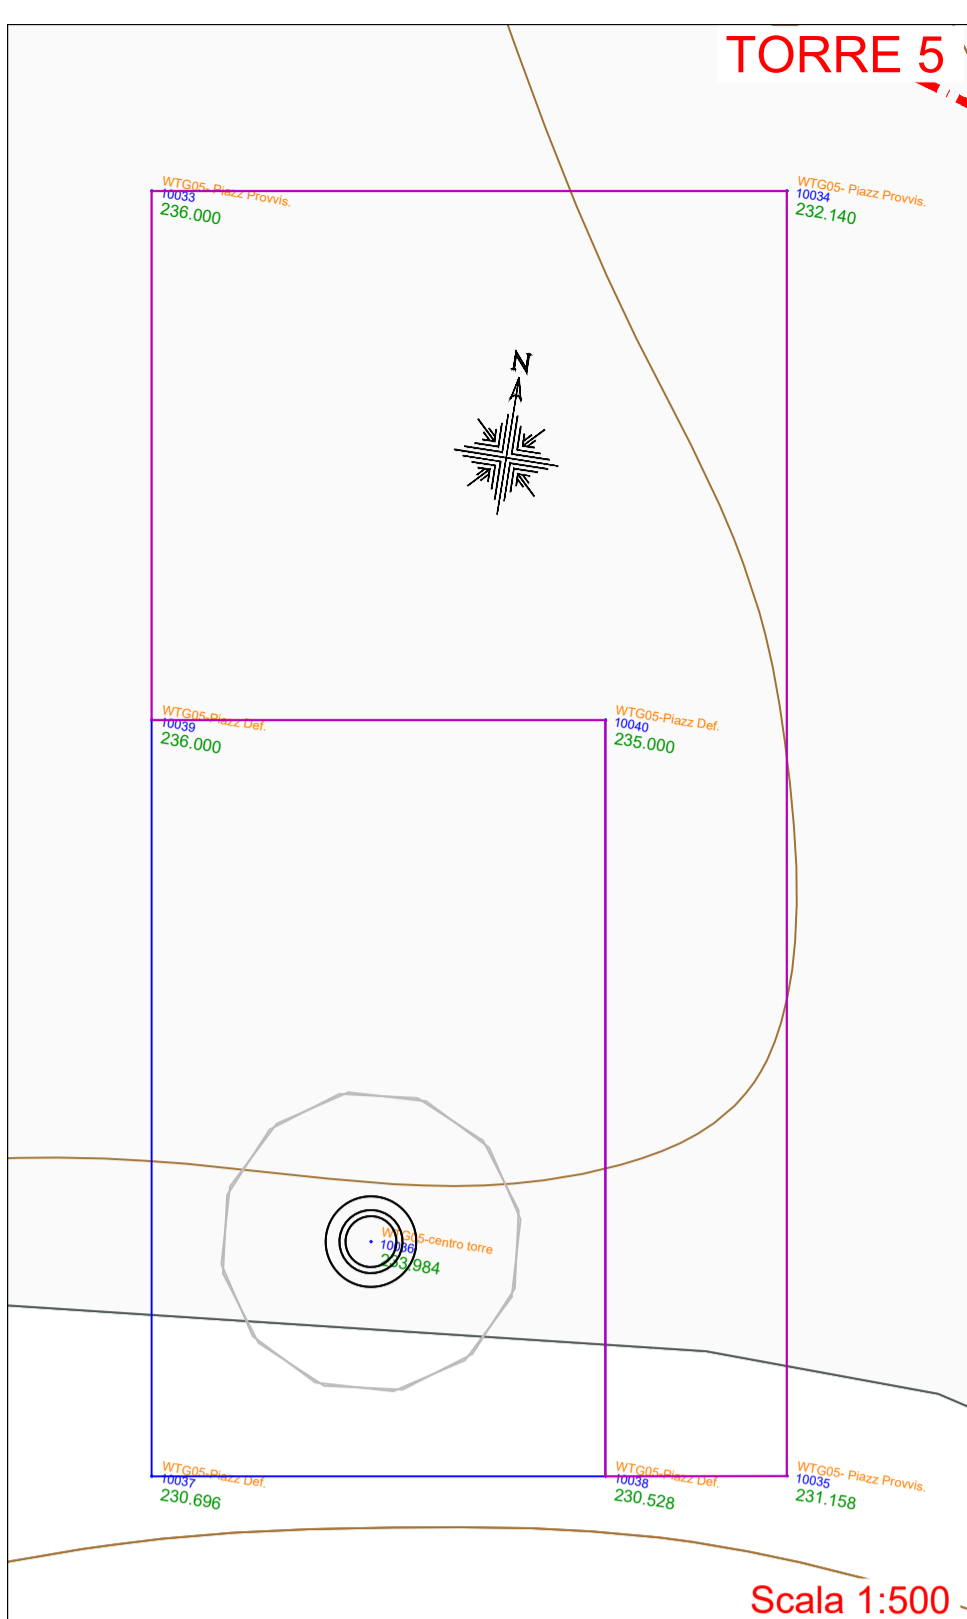 TORRE 5
WTG05- Piazz Provvis.
10033
236.000
WTG05- Piazz Provvis.
10034
232.140
N
WTG05-Piazz Def.
10039
236.000
WTG05-Piazz Def.
10040
235.000
WTG05-centro torre
10036
233.984
WTG05-Piazz Def.
10037
230.696
WTG05-Piazz Def.
10038
230.528
WTG05- Piazz Provvis.
10035
231.158
Scala 1:500